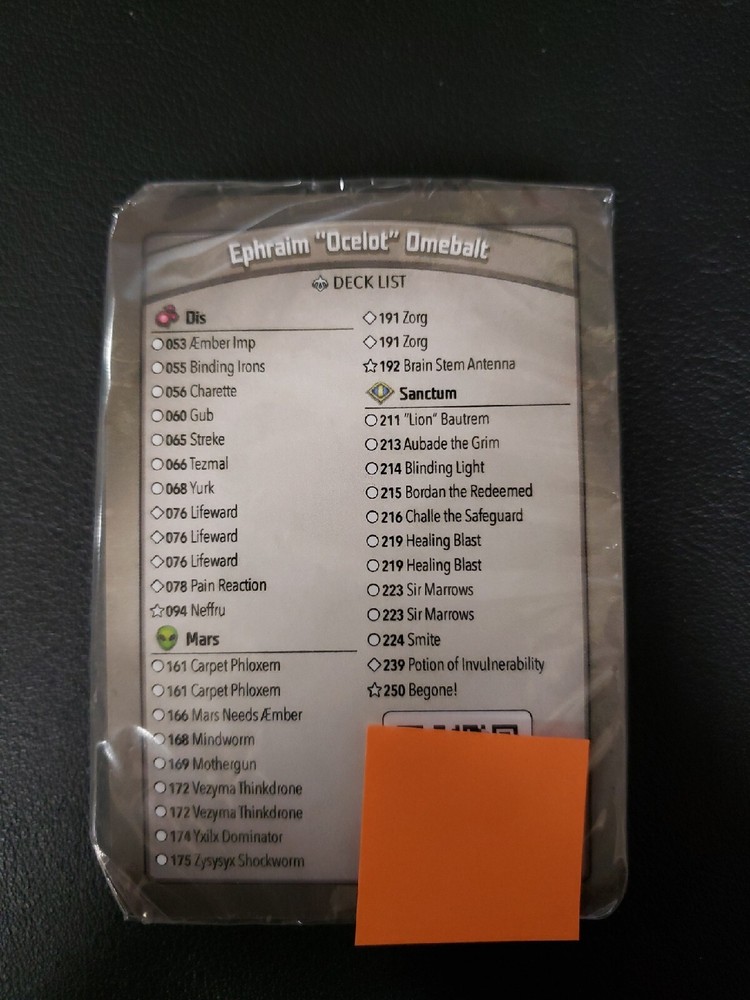 Ephraim "Ocelot" Omebalt
DECK LIST
Dis
053 Æmber Imp
055 Binding Irons
056 Charette
060 Gub
065 Streke
066 Tezmal
068 Yurk
076 Lifeward
076 Lifeward
076 Lifeward
078 Pain Reaction
094 Neffru
Mars
161 Carpet Phloxem
161 Carpet Phloxem
166 Mars Needs Æmber
168 Mindworm
169 Mothergun
172 Vezyma Thinkdrone
172 Vezyma Thinkdrone
174 Yxilx Dominator
175 Zysysyx Shockworm
191 Zorg
191 Zorg
192 Brain Stem Antenna
Sanctum
211 "Lion" Bautrem
213 Aubade the Grim
214 Blinding Light
215 Bordan the Redeemed
216 Challe the Safeguard
219 Healing Blast
219 Healing Blast
223 Sir Marrows
223 Sir Marrows
224 Smite
239 Potion of Invulnerability
250 Begone!